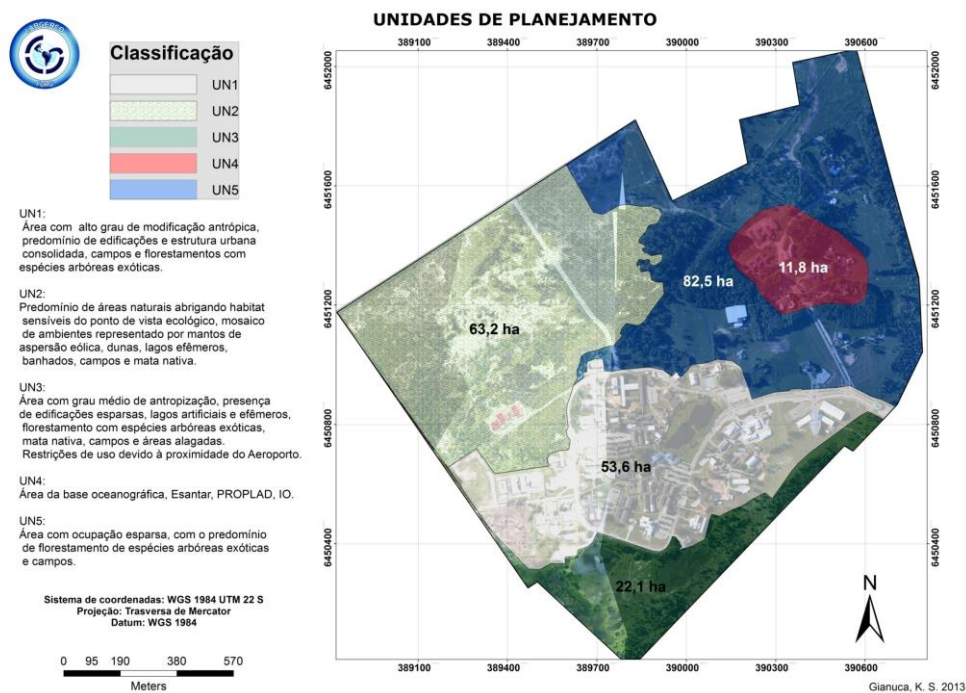 UNIDADES DE PLANEJAMENTO
Classificação
UN1
UN2
UN3
UN4
UN5
UN1:
Área com alto grau de modificação antrópica,
predomínio de edificações e estrutura urbana
consolidada, campos e florestamentos com
espécies arbóreas exóticas.
UN2:
Predomínio de áreas naturais abrigando habitat
sensíveis do ponto de vista ecológico, mosaico
de ambientes representado por mantos de
aspersão eólica, dunas, lagos efêmeros,
banhados, campos e mata nativa.
UN3:
Área com grau médio de antropização, presença
de edificações esparsas, lagos artificiais e efêmeros,
florestamento com espécies arbóreas exóticas,
mata nativa, campos e áreas alagadas.
Restrições de uso devido à proximidade do Aeroporto.
UN4:
Área da base oceanográfica, Esantar, PROPLAD, IO.
UN5:
Área com ocupação esparsa, com o predomínio
de florestamento de espécies arbóreas exóticas
e campos.
Sistema de coordenadas: WGS 1984 UTM 22 S
Projeção: Trasversa de Mercator
Datum: WGS 1984
0 95 190 380 570
Meters
389100 389400 389700 390000 390300 390600
6452000
6451600
6451200
6450800
6450400
6452000
6451600
6451200
6450800
6450400
11,8 ha
82,5 ha
63,2 ha
53,6 ha
22,1 ha
N
389100 389400 389700 390000 390300 390600
Gianuca, K. S. 2013